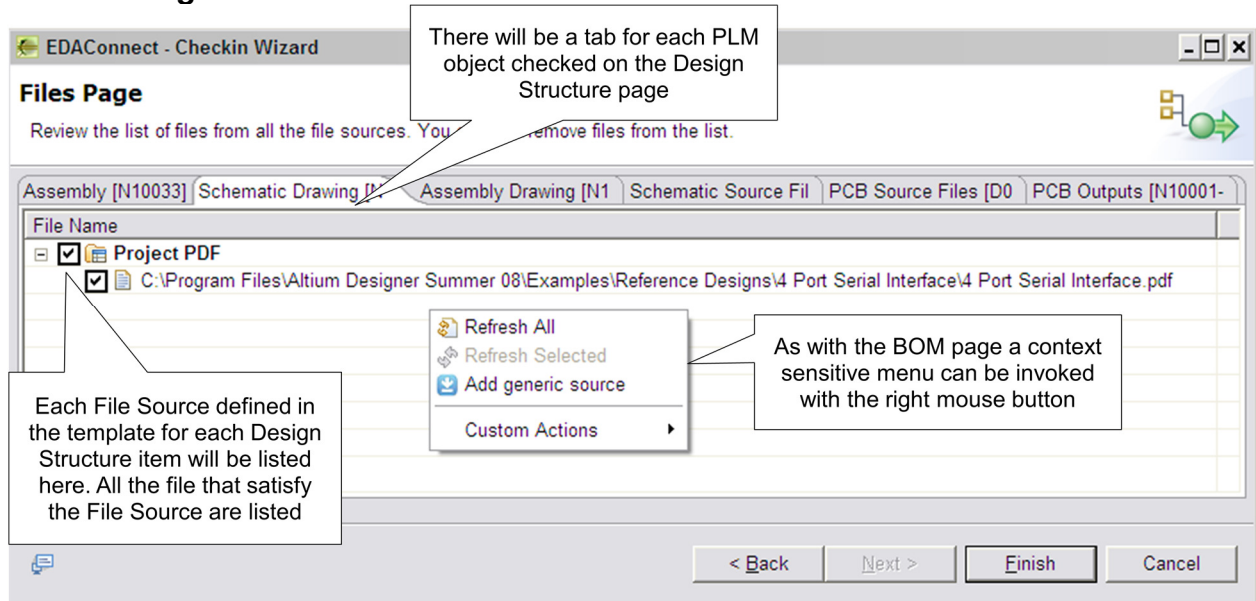 There will be a tab for each PLM
object checked on the Design
Structure page
EDAConnect - Checkin Wizard
Files Page
Review the list of files from all the file sources. You remove files from the list.
Assembly [N10033] Schematic Drawing [N Assembly Drawing [N1 Schematic Source Fil PCB Source Files [D0 PCB Outputs [N10001-
File Name
Project PDF
C:\Program Files\Altium Designer Summer 08\Examples\Reference Designs\4 Port Serial Interface\4 Port Serial Interface.pdf
Refresh All
Refresh Selected
Add generic source
Custom Actions
As with the BOM page a context
sensitive menu can be invoked
with the right mouse button
Each File Source defined in
the template for each Design
Structure item will be listed
here. All the file that satisfy
the File Source are listed
< Back Next > Finish Cancel